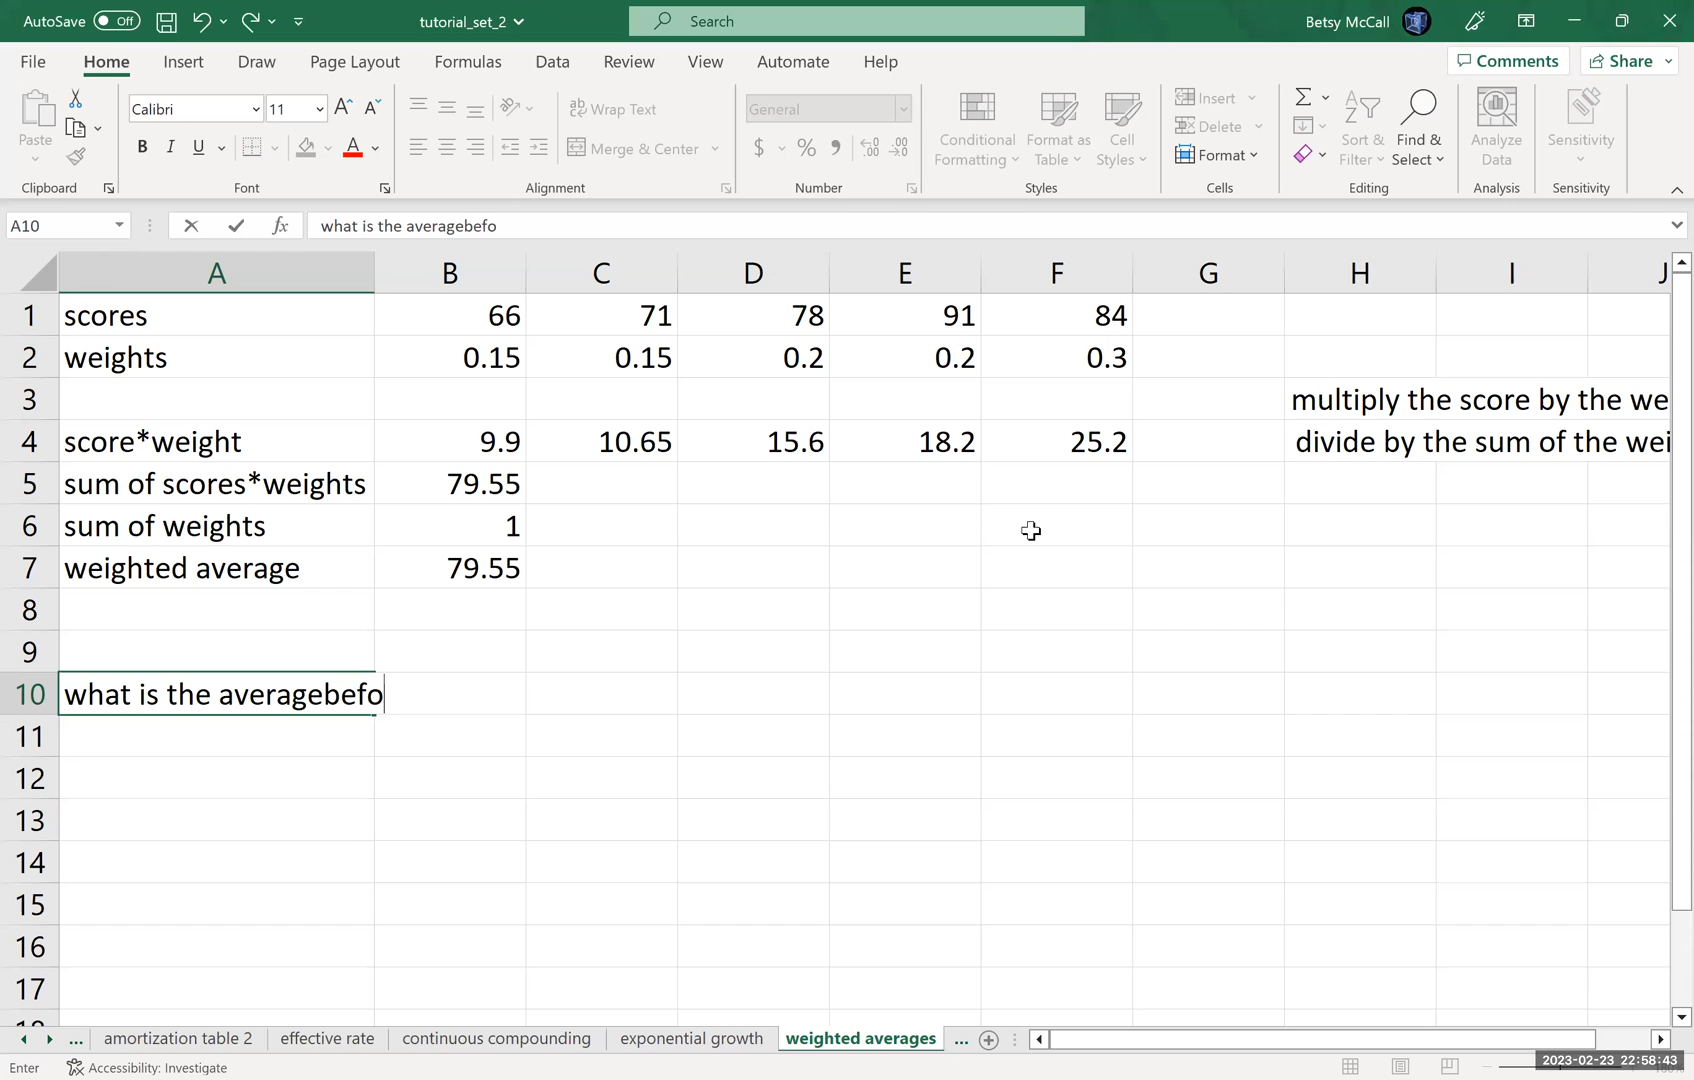 AutoSave Off tutorial_set_2 Search Betsy McCall
File Home Insert Draw Page Layout Formulas Data Review View Automate Help Comments Share
Paste
Clipboard
Calibri 11
B I U A
Font
Wrap Text
Merge & Center
Alignment
General
$ % 9
Number
Conditional Formatting
Format as Table
Cell Styles
Styles
Insert
Delete
Format
Cells
Sort & Filter
Find & Select
Editing
Analyze Data
Analysis
Sensitivity
Sensitivity
A10 fx what is the averagebefo
A B C D E F G H I J
1 scores 66 71 78 91 84
2 weights 0.15 0.15 0.2 0.2 0.3
3 multiply the score by the we
4 score*weight 9.9 10.65 15.6 18.2 25.2 divide by the sum of the wei
5 sum of scores*weights 79.55
6 sum of weights 1
7 weighted average 79.55
8
9
10 what is the averagebefo
11
12
13
14
15
16
17
... amortization table 2 effective rate continuous compounding exponential growth weighted averages ...
Enter Accessibility: Investigate 2023-02-23 22:58:43